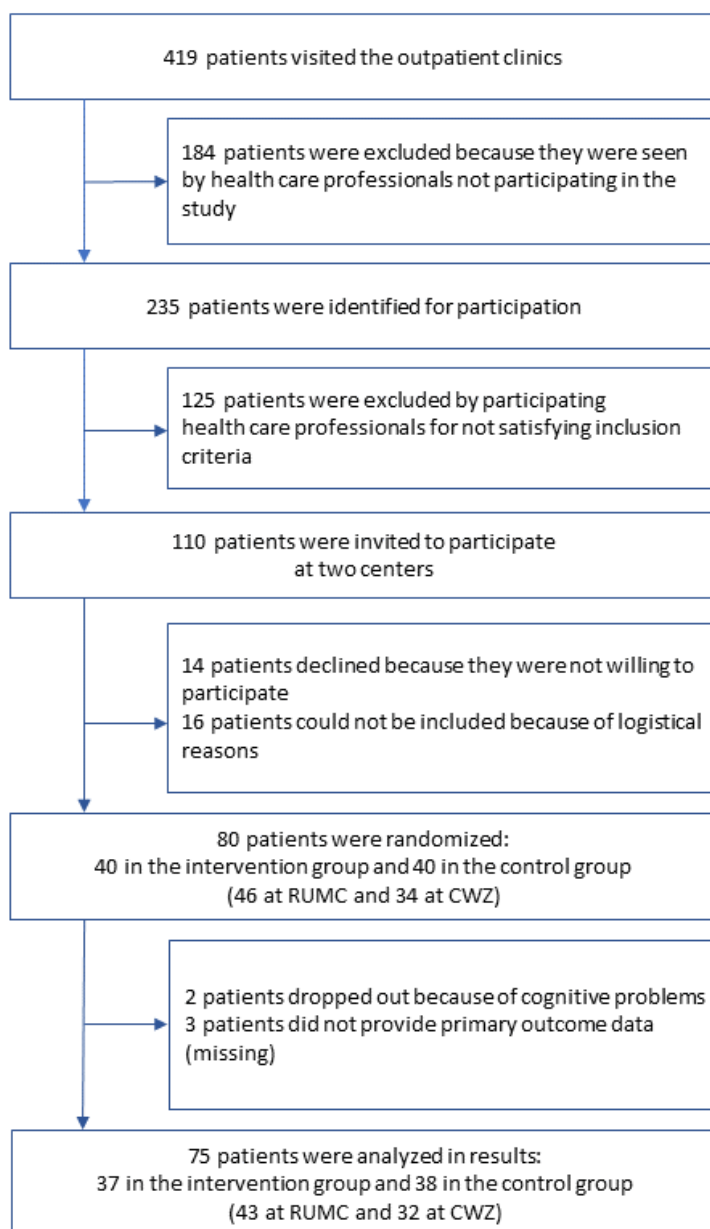 419 patients visited the outpatient clinics
184 patients were excluded because they were seen
by health care professionals not participating in the
study
235 patients were identified for participation
125 patients were excluded by participating
health care professionals for not satisfying inclusion
criteria
110 patients were invited to participate
at two centers
14 patients declined because they were not willing to
participate
16 patients could not be included because of logistical
reasons
80 patients were randomized:
40 in the intervention group and 40 in the control group
(46 at RUMC and 34 at CWZ)
2 patients dropped out because of cognitive problems
3 patients did not provide primary outcome data
(missing)
75 patients were analyzed in results:
37 in the intervention group and 38 in the control group
(43 at RUMC and 32 at CWZ)